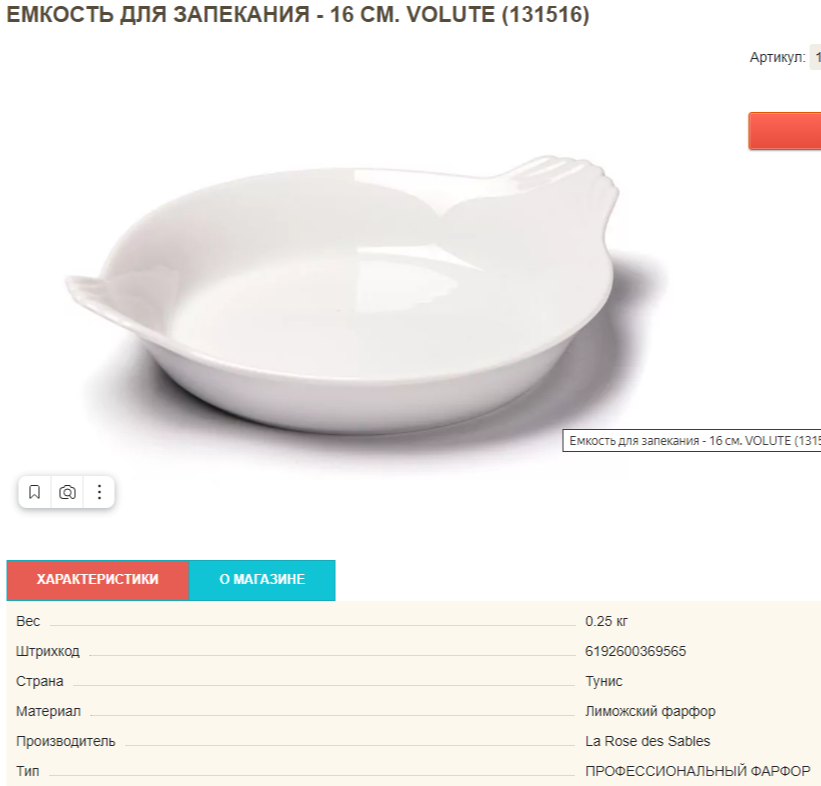 ЕМКОСТЬ ДЛЯ ЗАПЕКАНИЯ - 16 СМ. VOLUTE (131516)
Артикул: 1
Емкость для запекания - 16 см. VOLUTE (1315
ХАРАКТЕРИСТИКИ О МАГАЗИНЕ
Вес 0.25 кг
Штрихкод 6192600369565
Страна Тунис
Материал Лиможский фарфор
Производитель La Rose des Sables
Тип ПРОФЕССИОНАЛЬНЫЙ ФАРФОР